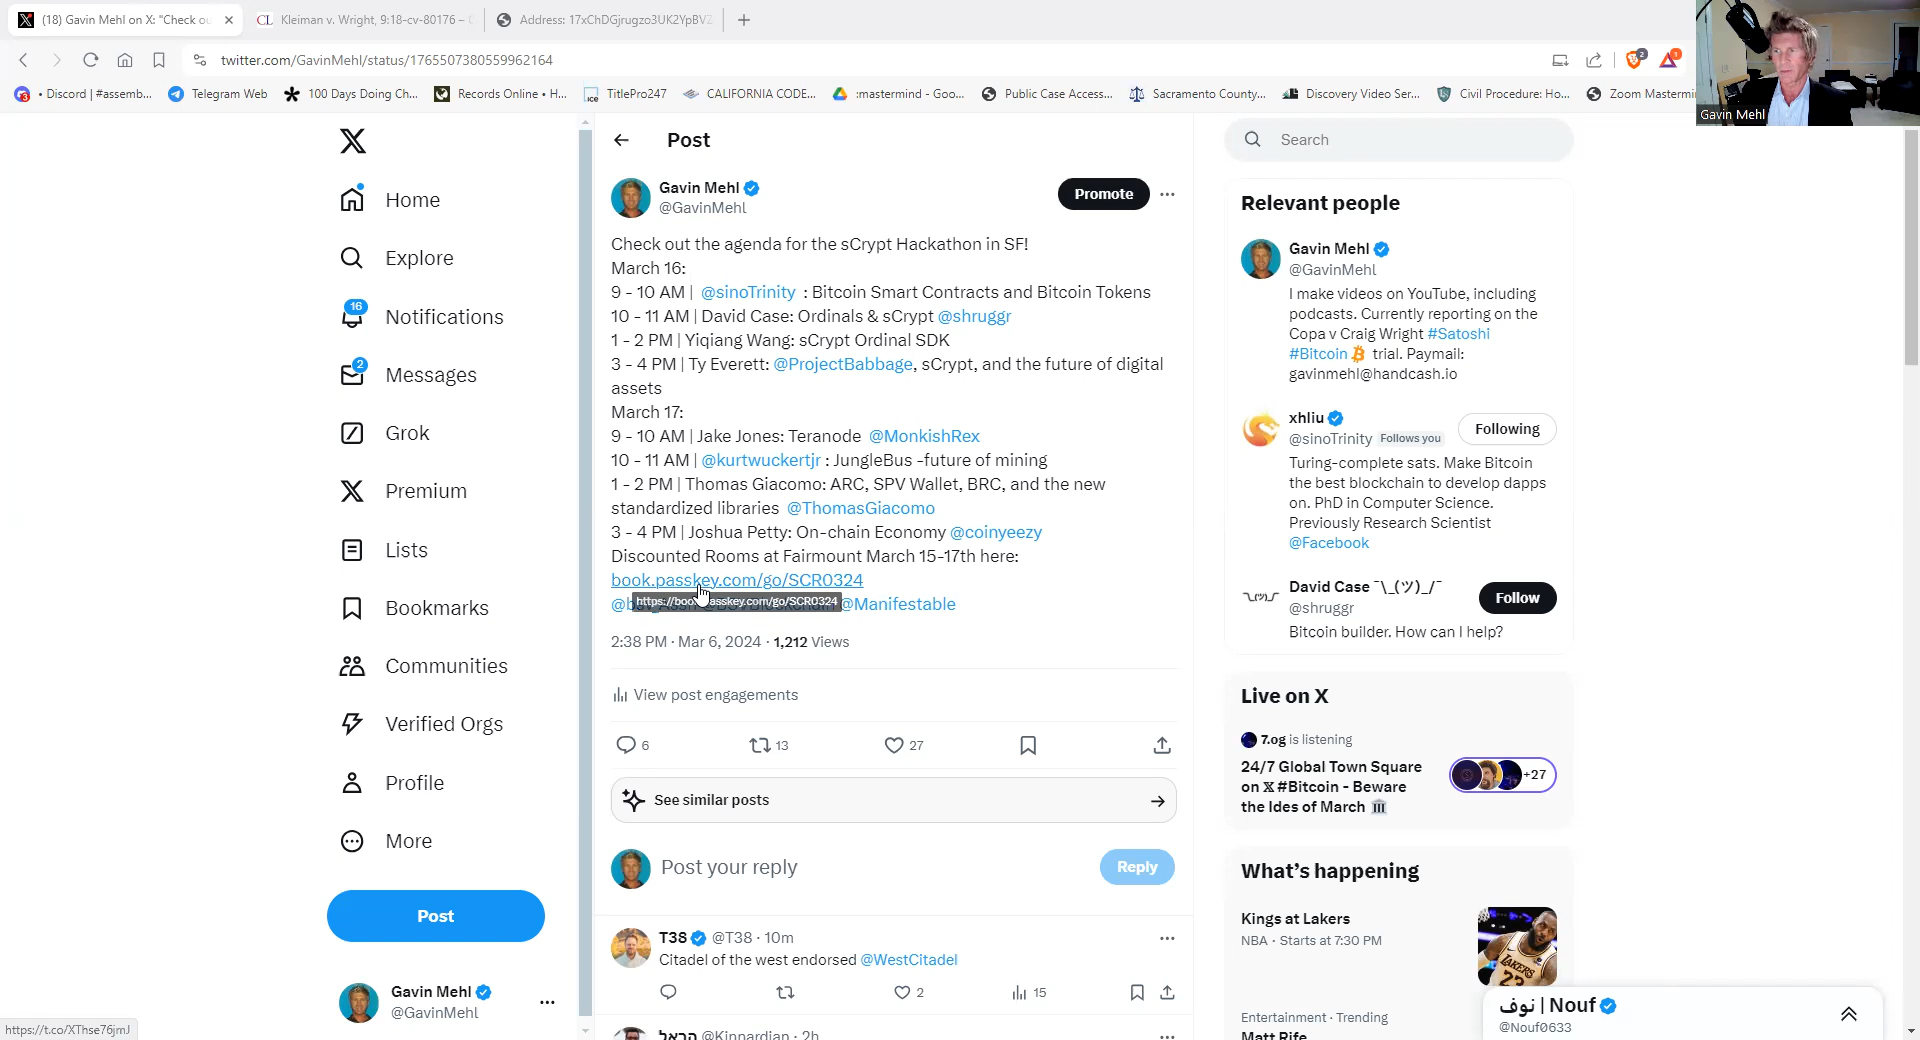 (18) Gavin Mehl on X: "Check ou
Kleiman v. Wright, 9:18-cv-80176 –
Address: 17xChDGjrugzo3UK2YpBVZ
twitter.com/GavinMehl/status/1765507380559962164
• Discord | #assemb...
Telegram Web
100 Days Doing Ch...
Records Online • H...
TitlePro247
CALIFORNIA CODE...
:mastermind - Goo...
Public Case Access...
Sacramento County...
Discovery Video Ser...
Civil Procedure: Ho...
Zoom Mastermi
Gavin Mehl
Home
Explore
16
Notifications
2
Messages
Grok
Premium
Lists
Bookmarks
Communities
Verified Orgs
Profile
More
Post
Gavin Mehl
@GavinMehl
https://t.co/XThse76jmJ
Post
Gavin Mehl
@GavinMehl
Promote
Check out the agenda for the sCrypt Hackathon in SF!
March 16:
9 - 10 AM | @sinoTrinity : Bitcoin Smart Contracts and Bitcoin Tokens
10 - 11 AM | David Case: Ordinals & sCrypt @shruggr
1 - 2 PM | Yiqiang Wang: sCrypt Ordinal SDK
3 - 4 PM | Ty Everett: @ProjectBabbage, sCrypt, and the future of digital
assets
March 17:
9 - 10 AM | Jake Jones: Teranode @MonkishRex
10 - 11 AM | @kurtwuckertjr : JungleBus -future of mining
1 - 2 PM | Thomas Giacomo: ARC, SPV Wallet, BRC, and the new
standardized libraries @ThomasGiacomo
3 - 4 PM | Joshua Petty: On-chain Economy @coinyeezy
Discounted Rooms at Fairmount March 15-17th here:
book.passkey.com/go/SCR0324
@Manifestable
2:38 PM · Mar 6, 2024 · 1,212 Views
View post engagements
6
13
27
See similar posts
Post your reply
Reply
T38 @T38 · 10m
Citadel of the west endorsed @WestCitadel
2
15
הראל @Kinnardian · 2h
Search
Relevant people
Gavin Mehl
@GavinMehl
I make videos on YouTube, including
podcasts. Currently reporting on the
Copa v Craig Wright #Satoshi
#Bitcoin trial. Paymail:
gavinmehl@handcash.io
xhliu
@sinoTrinity Follows you
Following
Turing-complete sats. Make Bitcoin
the best blockchain to develop dapps
on. PhD in Computer Science.
Previously Research Scientist
@Facebook
David Case ¯\_(ツ)_/¯
@shruggr
Follow
Bitcoin builder. How can I help?
Live on X
7.og is listening
24/7 Global Town Square
on 𝕏 #Bitcoin - Beware
the Ides of March
+27
What's happening
Kings at Lakers
NBA · Starts at 7:30 PM
Entertainment · Trending
Matt Rife
نوف | Nouf
@Nouf0633